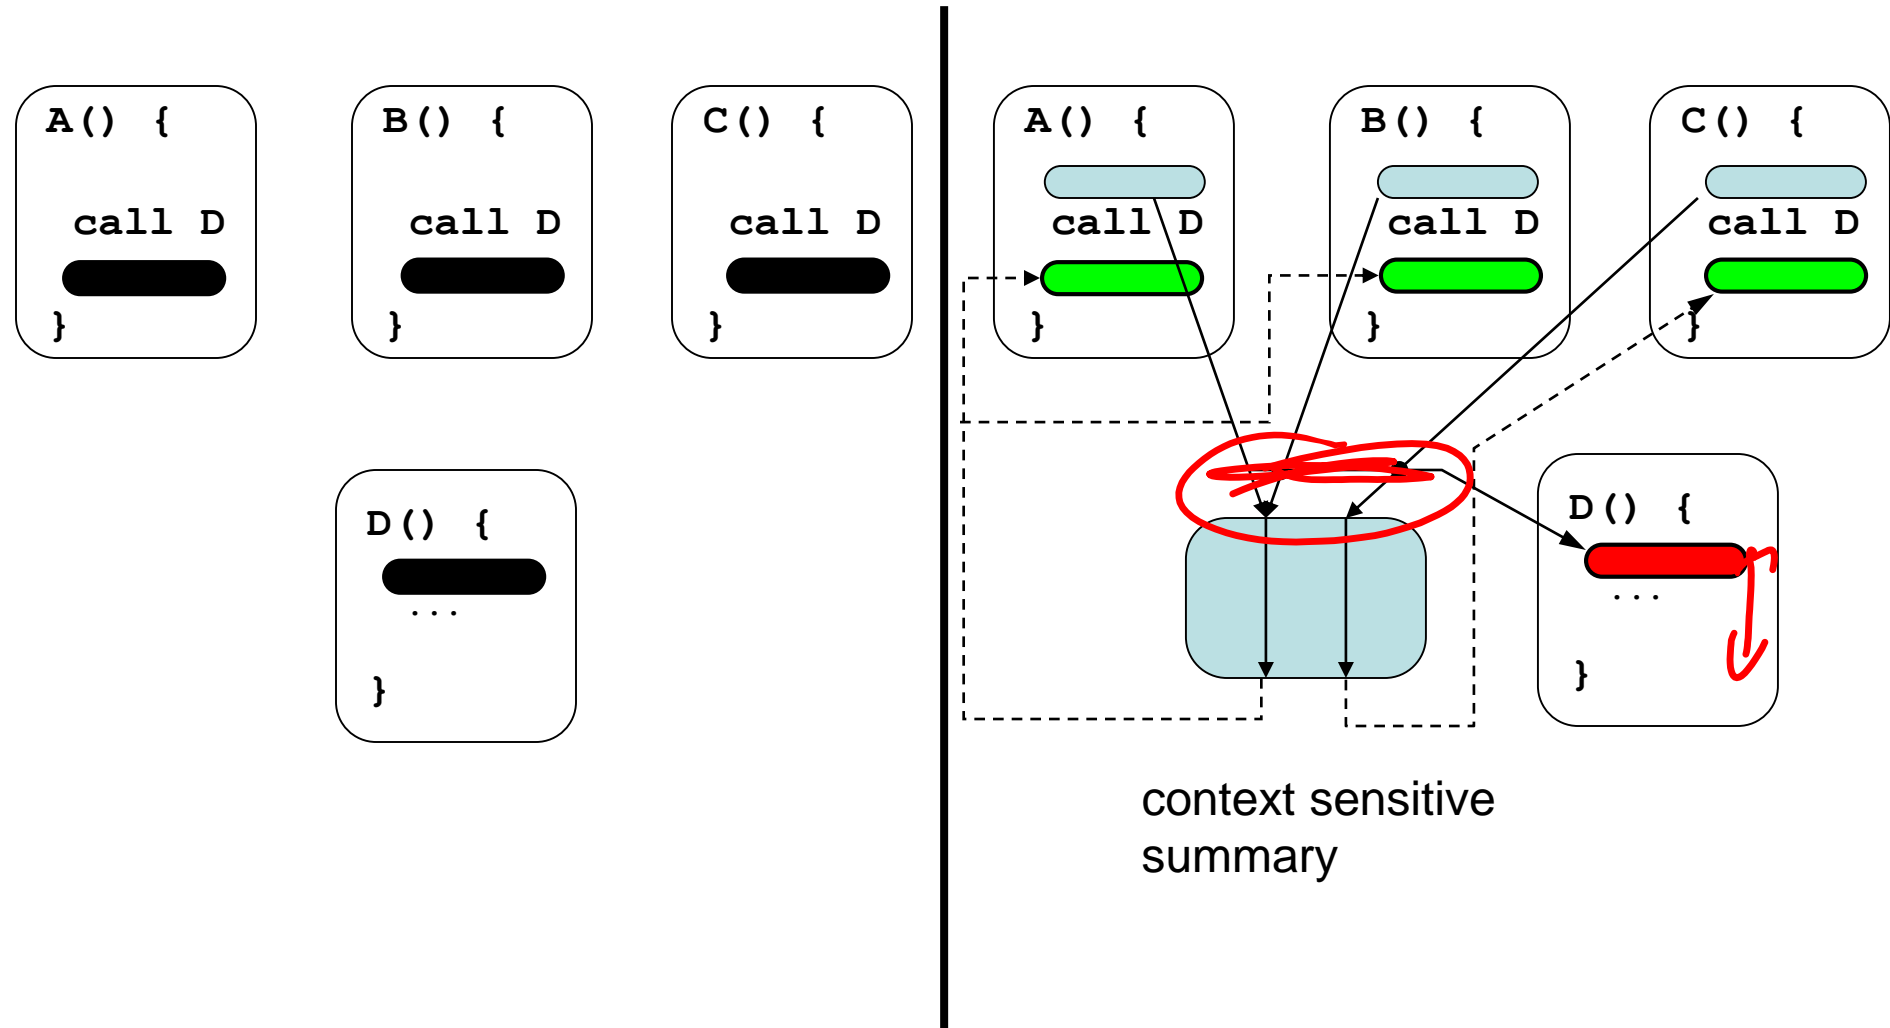 A() {
call D
}
B() {
call D
}
C() {
call D
}
D() {
...
}
A() {
call D
}
B() {
call D
}
C() {
call D
}
D() {
...
}
context sensitive
summary